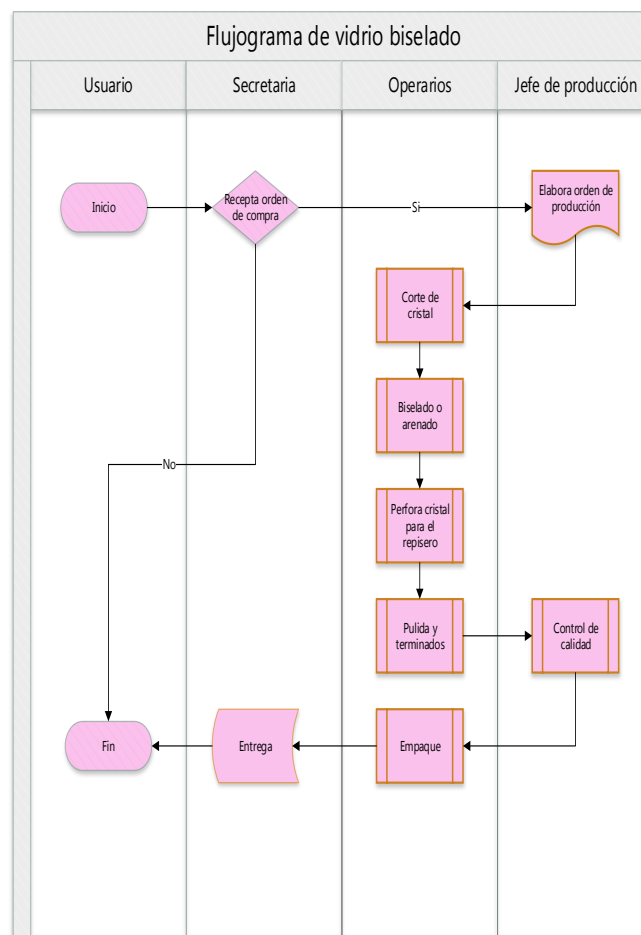 Flujograma de vidrio biselado
Usuario
Secretaria
Operarios
Jefe de producción
Inicio
Recepta orden
de compra
Si
Elabora orden de
producción
Corte de
cristal
Biselado o
arenado
No
Perfora cristal
para el
repisero
Pulida y
terminados
Control de
calidad
Fin
Entrega
Empaque